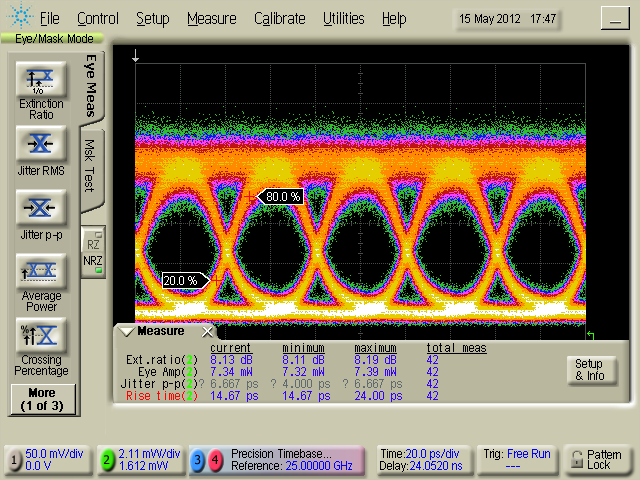 File Control Setup Measure Calibrate Utilities Help
15 May 2012 17:47
Eye/Mask Mode
Eye Meas
Msk Test
Extinction
Ratio
Jitter RMS
Jitter p-p
Average
Power
Crossing
Percentage
More
(1 of 3)
RZ
NRZ
1/0
%
80.0 %
20.0 %
Measure
current minimum maximum total meas
Ext.ratio(2) 8.13 dB 8.11 dB 8.19 dB 42
Eye Amp(2) 7.34 mW 7.32 mW 7.39 mW 42
Jitter p-p(2) ? 6.667 ps ? 4.000 ps ? 6.667 ps 42
Rise time(2) 14.67 ps 14.67 ps 24.00 ps 42
Setup
& Info
1 50.0 mV/div
0.0 V
2 2.11 mW/div
1.612 mW
3 4 Precision Timebase...
Reference: 25.00000 GHz
Time:20.0 ps/div
Delay:24.0520 ns
Trig: Free Run
---
Pattern
Lock